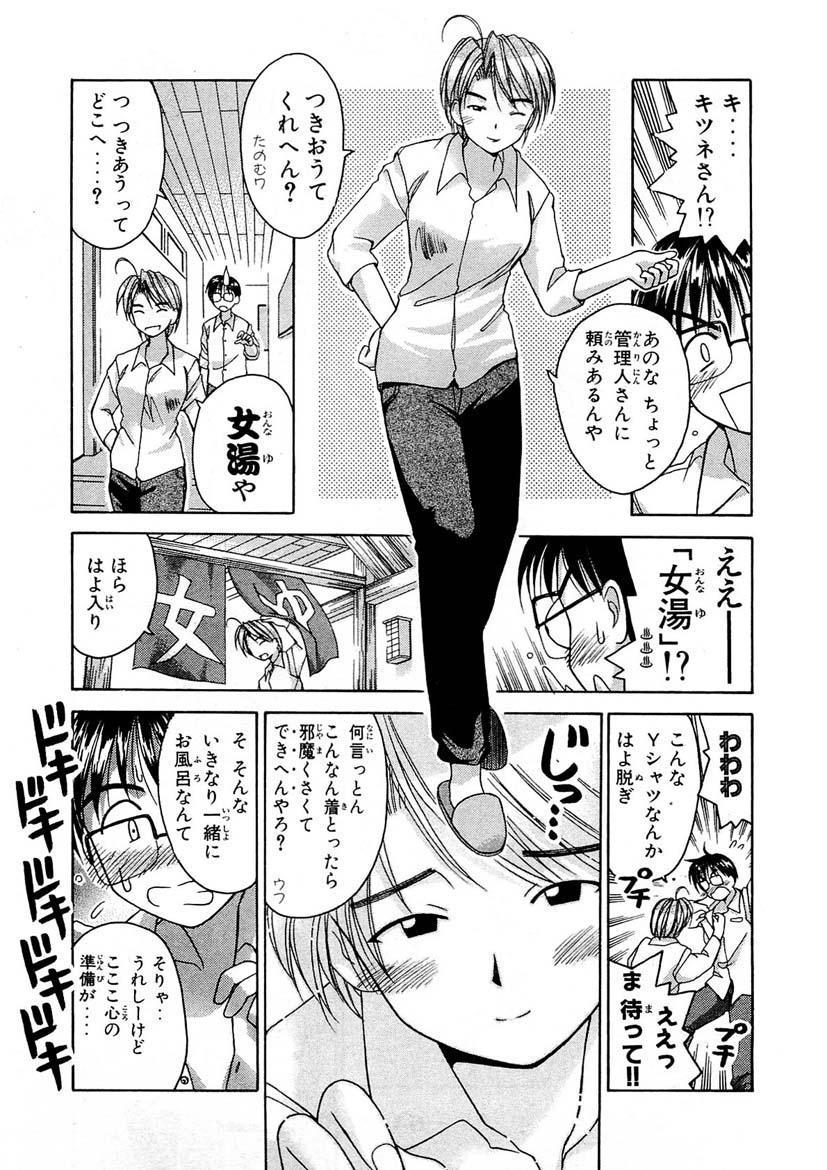 キ‥‥
キツネさん!?
あのな ちょっと
管理人さんに
頼みあるんや
つきおうて
くれへん?
たのむワ
つ つきあうって
どこへ‥‥?
女湯や
ええ――
「女湯」!?
ほら
はよ入り
わわわ
こんな
Yシャツなんか
はよ脱ぎ
プチ
プチ
ええっ
ま 待って!!
じっ…
何言っとん
こんなん着とったら
邪魔くさくて
できへんやろ?
ウフ
そ そんな
いきなり一緒に
お風呂なんて
そりゃ‥
うれしーけど
こここ心の
準備が‥‥
ドキドキドキドキドキ
女
ゆ